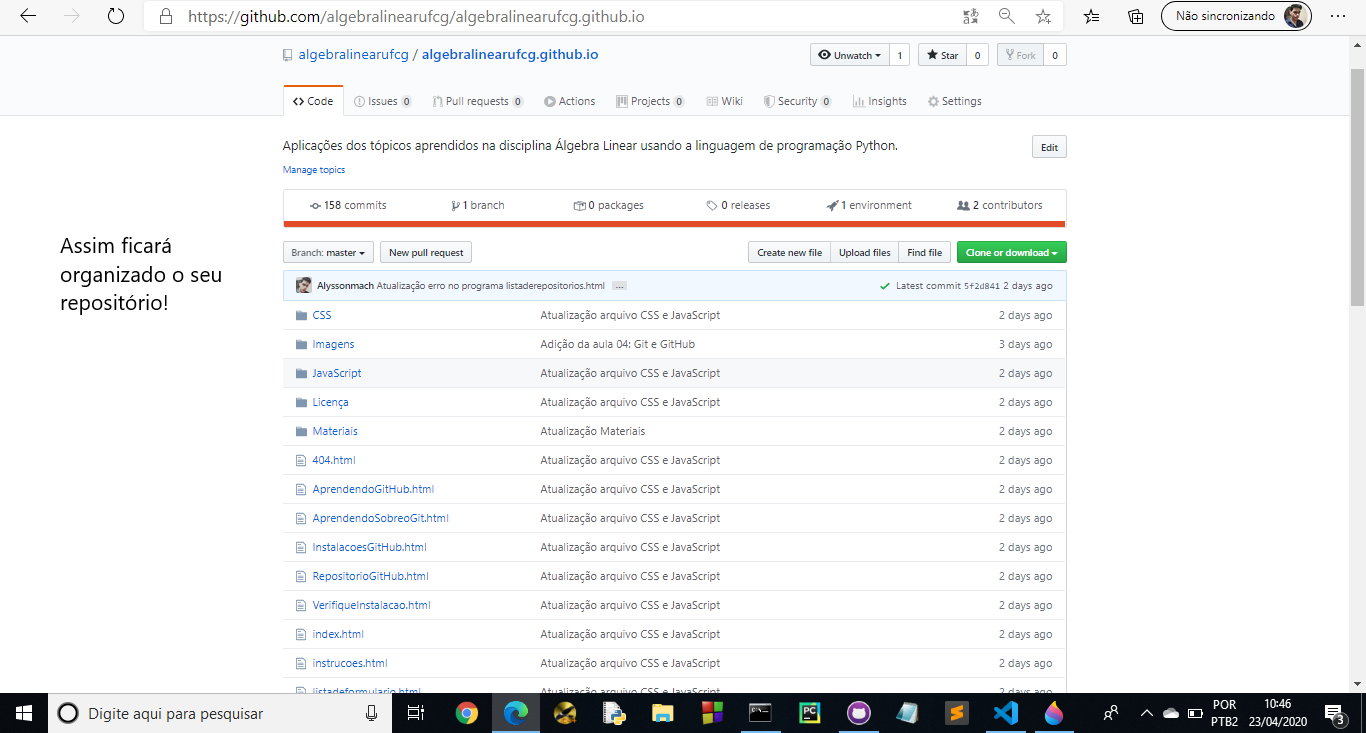 https://github.com/algebralinearufcg/algebralinearufcg.github.io
Não sincronizando
algebralinearufcg / algebralinearufcg.github.io
Unwatch 1 Star 0 Fork 0
Code Issues 0 Pull requests 0 Actions Projects 0 Wiki Security 0 Insights Settings
Aplicações dos tópicos aprendidos na disciplina Álgebra Linear usando a linguagem de programação Python.
Edit
Manage topics
158 commits 1 branch 0 packages 0 releases 1 environment 2 contributors
Assim ficará
organizado o seu
repositório!
Branch: master New pull request Create new file Upload files Find file Clone or download
Alyssonmach Atualização erro no programa listaderepositorios.html ... Latest commit 5f2d841 2 days ago
CSS Atualização arquivo CSS e JavaScript 2 days ago
Imagens Adição da aula 04: Git e GitHub 3 days ago
JavaScript Atualização arquivo CSS e JavaScript 2 days ago
Licença Atualização arquivo CSS e JavaScript 2 days ago
Materiais Atualização Materiais 2 days ago
404.html Atualização arquivo CSS e JavaScript 2 days ago
AprendendoGitHub.html Atualização arquivo CSS e JavaScript 2 days ago
AprendendoSobreoGit.html Atualização arquivo CSS e JavaScript 2 days ago
InstalacoesGitHub.html Atualização arquivo CSS e JavaScript 2 days ago
RepositorioGitHub.html Atualização arquivo CSS e JavaScript 2 days ago
VerifiqueInstalacao.html Atualização arquivo CSS e JavaScript 2 days ago
index.html Atualização arquivo CSS e JavaScript 2 days ago
instrucoes.html Atualização arquivo CSS e JavaScript 2 days ago
listadeformulario.html Atualização arquivo CSS e JavaScript 2 days ago
Digite aqui para pesquisar
PC
POR
PTB2
10:46
23/04/2020
3